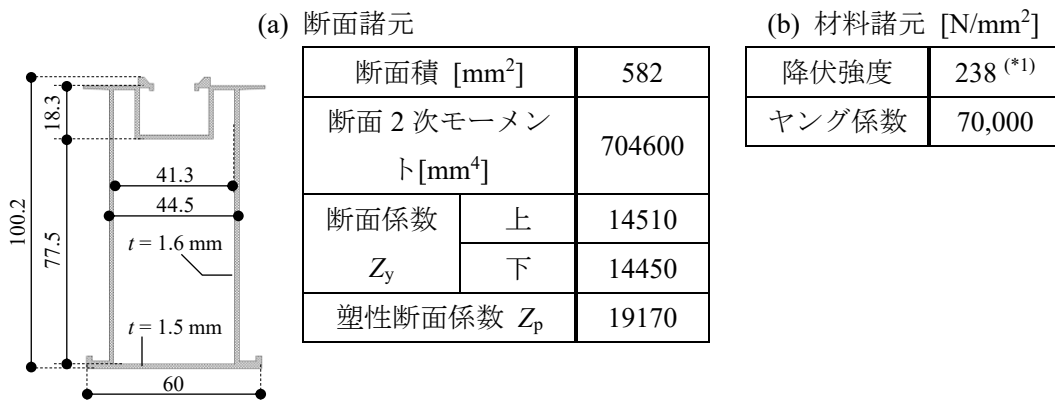 (a) 断面諸元
断面積 [mm²] 582
断面 2 次モーメン
ト[mm⁴] 704600
断面係数 Zy 上 14510
下 14450
塑性断面係数 Zp 19170
(b) 材料諸元 [N/mm²]
降伏強度 238 (*1)
ヤング係数 70,000
100.2
18.3
77.5
41.3
44.5
t = 1.6 mm
t = 1.5 mm
60